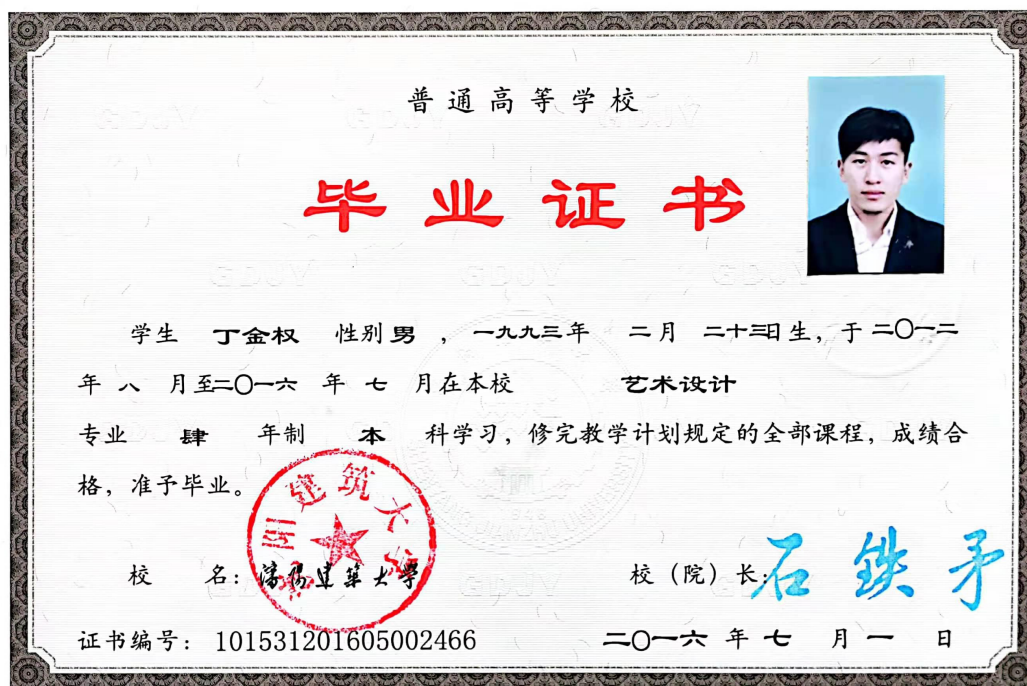 普通高等学校
毕业证书
学生 丁金权 性别 男 ，一九九三年 二月 二十三日生，于二〇一二
年 八 月至二〇一六 年 七 月在本校 艺术设计
专业 肆 年制 本 科学习，修完教学计划规定的全部课程，成绩合
格，准予毕业。
校 名：沈阳建筑大学 校（院）长：石铁矛
证书编号：101531201605002466 二〇一六 年 七 月 一 日